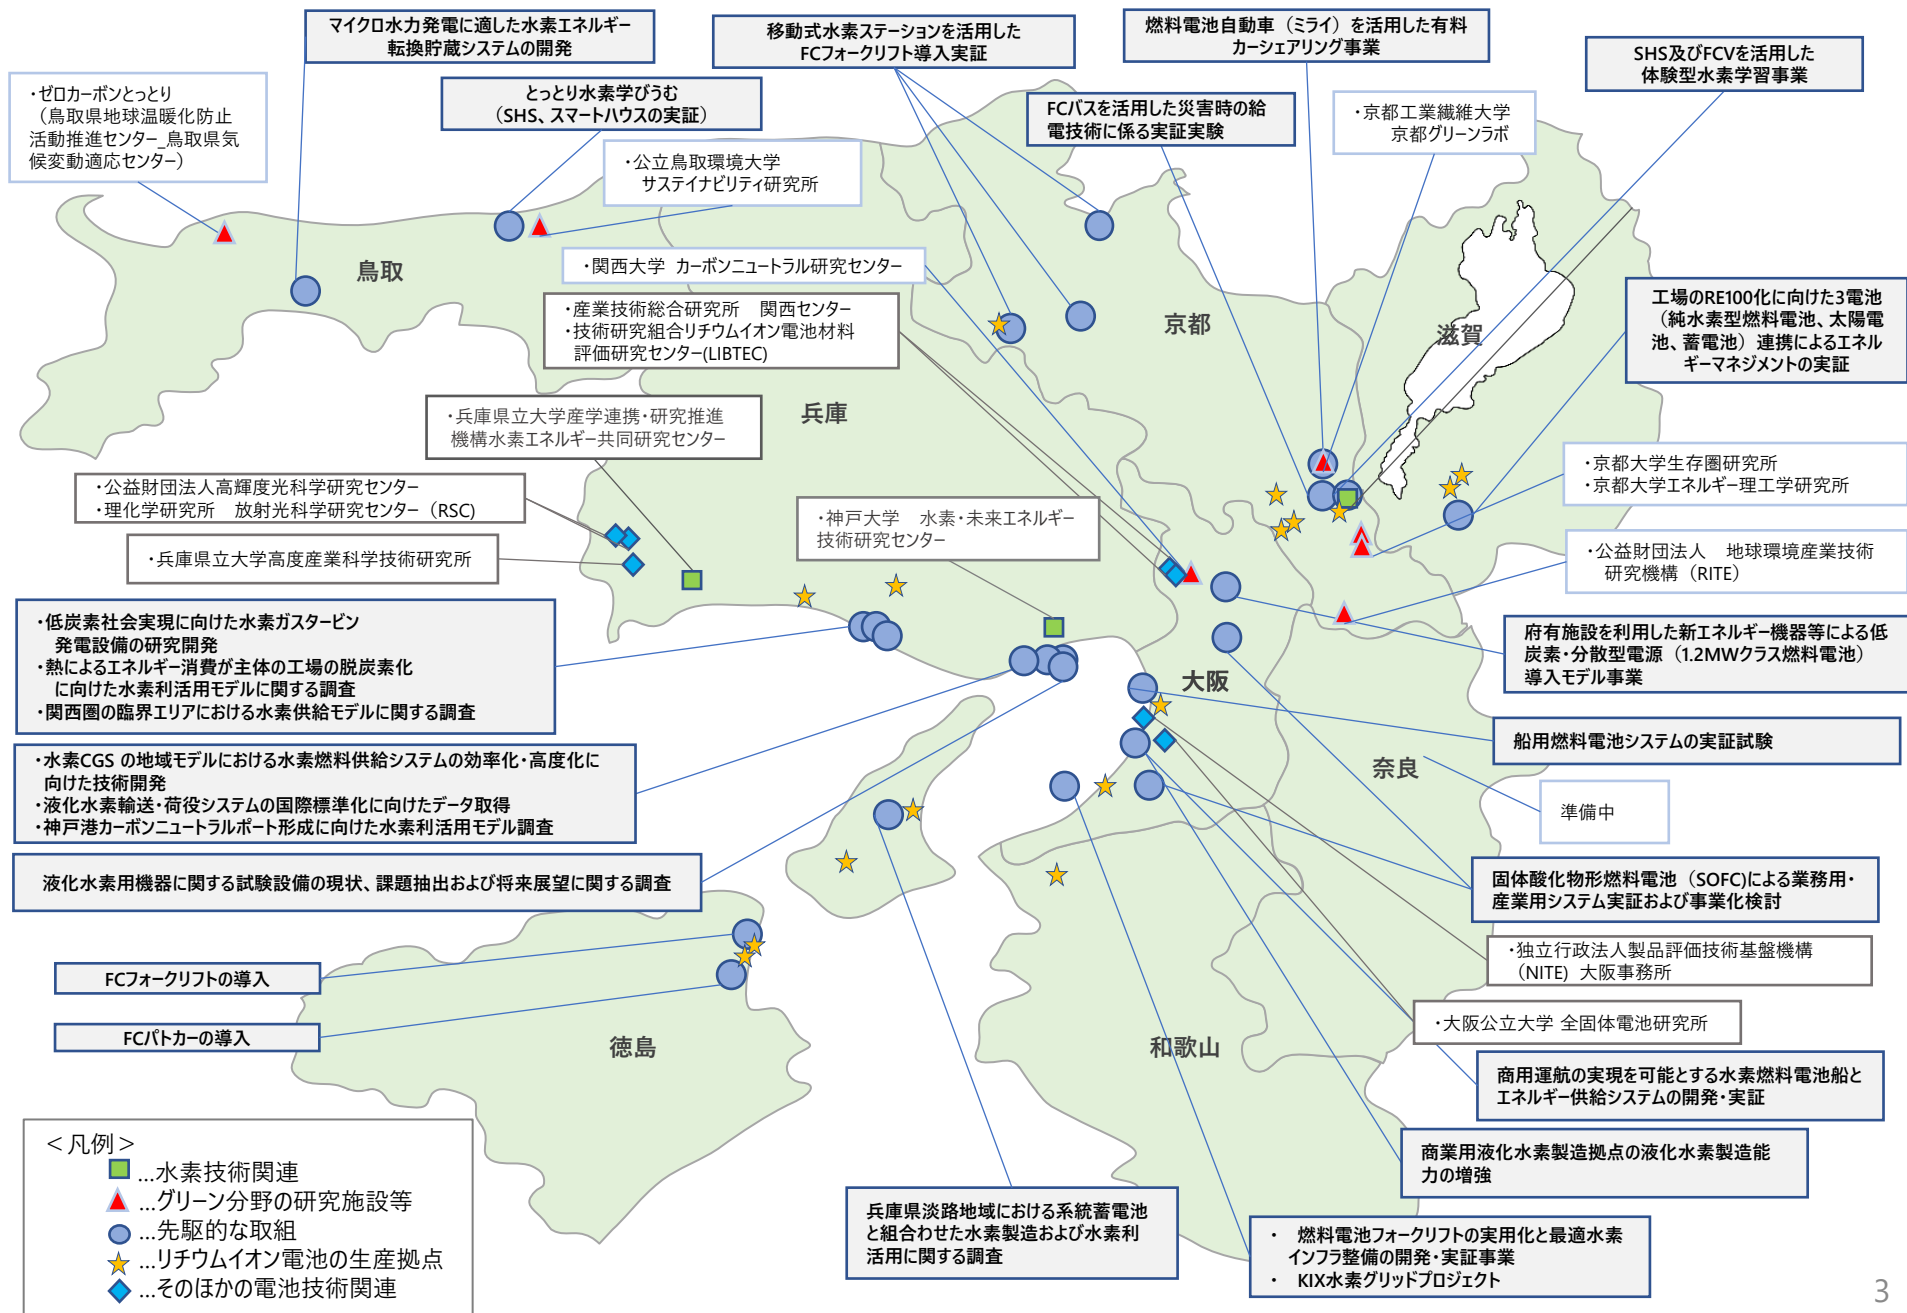 マイクロ水力発電に適した水素エネルギー
転換貯蔵システムの開発
移動式水素ステーションを活用した
FCフォークリフト導入実証
燃料電池自動車（ミライ）を活用した有料
カーシェアリング事業
SHS及びFCVを活用した
体験型水素学習事業
・ゼロカーボンとっとり
（鳥取県地球温暖化防止
活動推進センター_鳥取県気
候変動適応センター）
とっとり水素学びうむ
（SHS、スマートハウスの実証）
FCバスを活用した災害時の給
電技術に係る実証実験
・京都工業繊維大学
京都グリーンラボ
・公立鳥取環境大学
サステイナビリティ研究所
鳥取
・関西大学 カーボンニュートラル研究センター
・産業技術総合研究所 関西センター
・技術研究組合リチウムイオン電池材料
評価研究センター(LIBTEC)
京都
滋賀
工場のRE100化に向けた3電池
（純水素型燃料電池、太陽電
池、蓄電池）連携によるエネル
ギーマネジメントの実証
兵庫
・兵庫県立大学産学連携・研究推進
機構水素エネルギー共同研究センター
・京都大学生存圏研究所
・京都大学エネルギー理工学研究所
・公益財団法人高輝度光科学研究センター
・理化学研究所 放射光科学研究センター（RSC）
・神戸大学 水素・未来エネルギー
技術研究センター
・兵庫県立大学高度産業科学技術研究所
・公益財団法人 地球環境産業技術
研究機構（RITE）
・低炭素社会実現に向けた水素ガスタービン
発電設備の研究開発
・熱によるエネルギー消費が主体の工場の脱炭素化
に向けた水素利活用モデルに関する調査
・関西圏の臨界エリアにおける水素供給モデルに関する調査
府有施設を利用した新エネルギー機器等による低
炭素・分散型電源（1.2MWクラス燃料電池）
導入モデル事業
大阪
船用燃料電池システムの実証試験
・水素CGS の地域モデルにおける水素燃料供給システムの効率化・高度化に
向けた技術開発
・液化水素輸送・荷役システムの国際標準化に向けたデータ取得
・神戸港カーボンニュートラルポート形成に向けた水素利活用モデル調査
奈良
準備中
液化水素用機器に関する試験設備の現状、課題抽出および将来展望に関する調査
固体酸化物形燃料電池（SOFC)による業務用・
産業用システム実証および事業化検討
・独立行政法人製品評価技術基盤機構
（NITE) 大阪事務所
FCフォークリフトの導入
・大阪公立大学 全固体電池研究所
FCパトカーの導入
徳島
和歌山
商用運航の実現を可能とする水素燃料電池船と
エネルギー供給システムの開発・実証
商業用液化水素製造拠点の液化水素製造能
力の増強
兵庫県淡路地域における系統蓄電池
と組合わせた水素製造および水素利
活用に関する調査
・ 燃料電池フォークリフトの実用化と最適水素
インフラ整備の開発・実証事業
・ KIX水素グリッドプロジェクト
＜凡例＞
…水素技術関連
…グリーン分野の研究施設等
…先駆的な取組
…リチウムイオン電池の生産拠点
…そのほかの電池技術関連
3